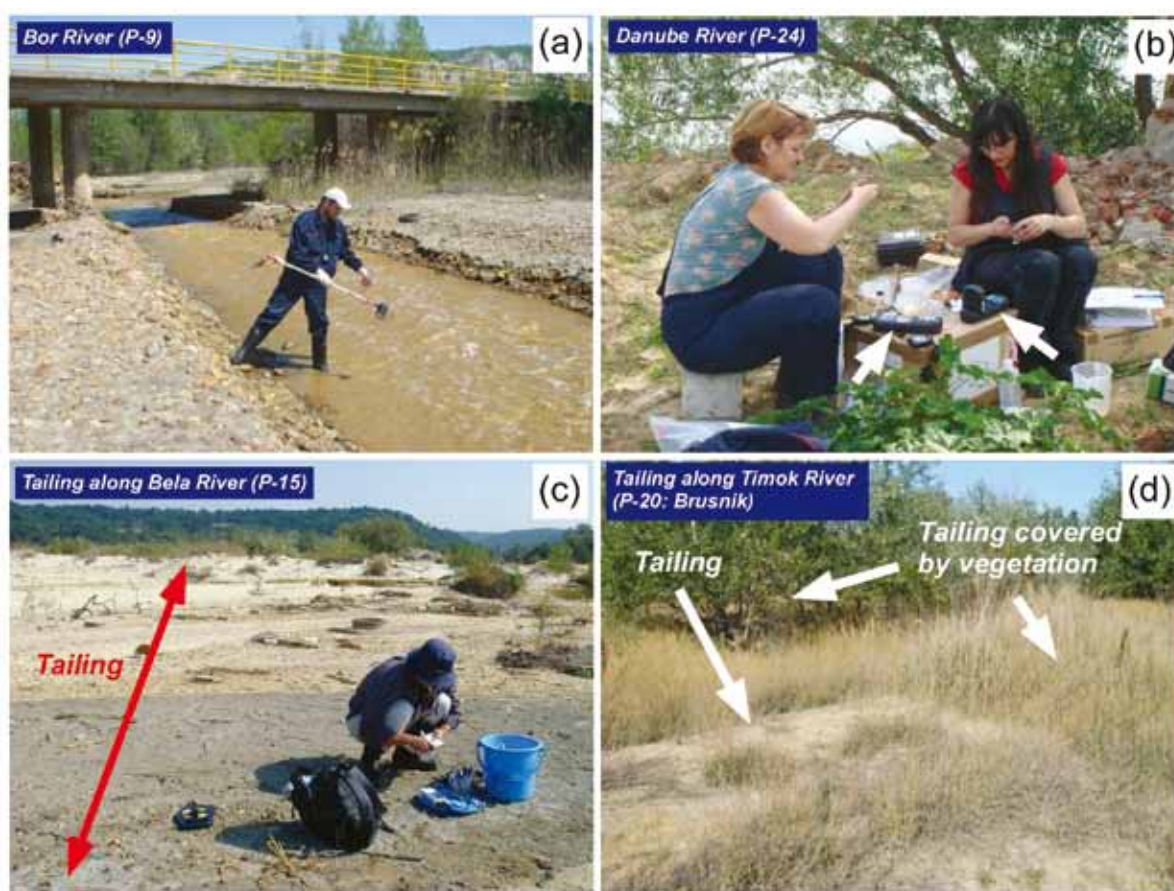 Bor River (P-9)
(a)
Danube River (P-24)
(b)
Tailing along Bela River (P-15)
(c)
Tailing
Tailing along Timok River
(P-20: Brusnik)
(d)
Tailing
Tailing covered
by vegetation